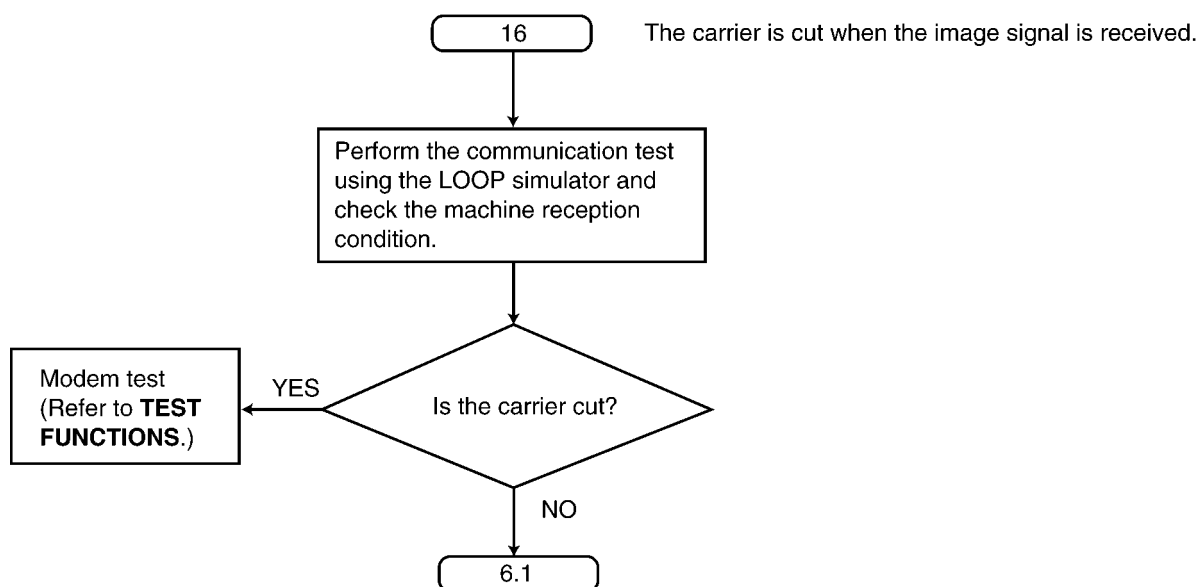 16
The carrier is cut when the image signal is received.
Perform the communication test
using the LOOP simulator and
check the machine reception
condition.
Modem test
(Refer to TEST
FUNCTIONS.)
YES
Is the carrier cut?
NO
6.1